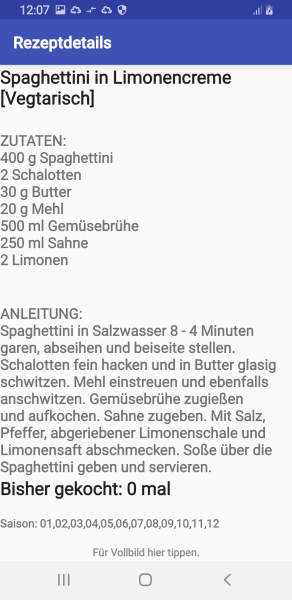 12:07
Rezeptdetails
Spaghettini in Limonencreme
[Vegtarisch]
ZUTATEN:
400 g Spaghettini
2 Schalotten
30 g Butter
20 g Mehl
500 ml Gemüsebrühe
250 ml Sahne
2 Limonen
ANLEITUNG:
Spaghettini in Salzwasser 8 - 4 Minuten
garen, abseihen und beiseite stellen.
Schalotten fein hacken und in Butter glasig
schwitzen. Mehl einstreuen und ebenfalls
anschwitzen. Gemüsebrühe zugießen
und aufkochen. Sahne zugeben. Mit Salz,
Pfeffer, abgeriebener Limonenschale und
Limonensaft abschmecken. Soße über die
Spaghettini geben und servieren.
Bisher gekocht: 0 mal
Saison: 01,02,03,04,05,06,07,08,09,10,11,12
Für Vollbild hier tippen.